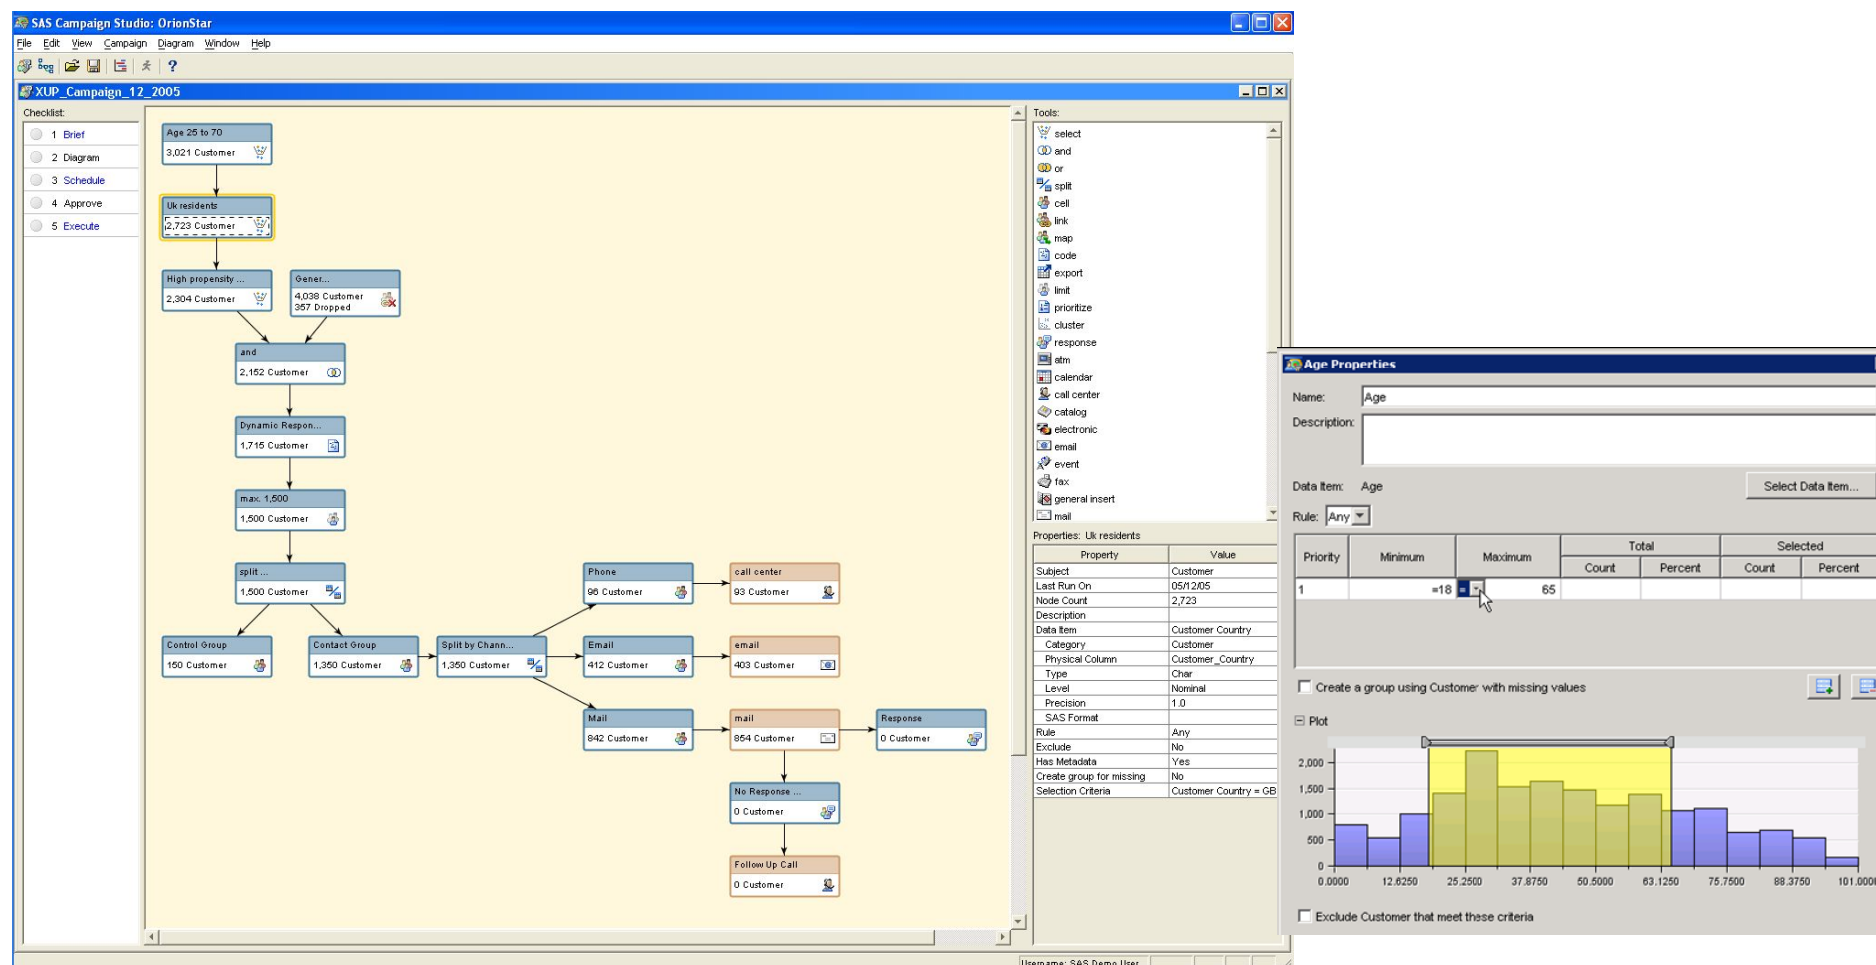 SAS Campaign Studio: OrionStar
File Edit View Campaign Diagram Window Help
XUP_Campaign_12_2005
Checklist:
1 Brief
2 Diagram
3 Schedule
4 Approve
5 Execute
Age 25 to 70
3,021 Customer
Uk residents
2,723 Customer
High propensity ...
2,304 Customer
Gener...
4,038 Customer
357 Dropped
and
2,152 Customer
Dynamic Respon...
1,715 Customer
max. 1,500
1,500 Customer
split ...
1,500 Customer
Control Group
150 Customer
Contact Group
1,350 Customer
Split by Chann...
1,350 Customer
Phone
96 Customer
call center
93 Customer
Email
412 Customer
email
403 Customer
Mail
842 Customer
mail
854 Customer
Response
0 Customer
No Response ...
0 Customer
Follow Up Call
0 Customer
Tools:
select
and
or
split
cell
link
map
code
export
limit
prioritize
cluster
response
atm
calendar
call center
catalog
electronic
email
event
fax
general insert
mail
Properties: Uk residents
Property Value
Subject Customer
Last Run On 05/12/05
Node Count 2,723
Description
Data Item Customer Country
Category Customer
Physical Column Customer_Country
Type Char
Level Nominal
Precision 1.0
SAS Format
Rule Any
Exclude No
Has Metadata Yes
Create group for missing No
Selection Criteria Customer Country = GB
Username: SAS Demo User
Age Properties
Name: Age
Description:
Data Item: Age Select Data Item...
Rule: Any
Priority Minimum Maximum Total Selected
Count Percent Count Percent
1 =18 = 65
Create a group using Customer with missing values
Plot
2,000
1,500
1,000
500
0
0.0000 12.6250 25.2500 37.8750 50.5000 63.1250 75.7500 88.3750 101.000
Exclude Customer that meet these criteria